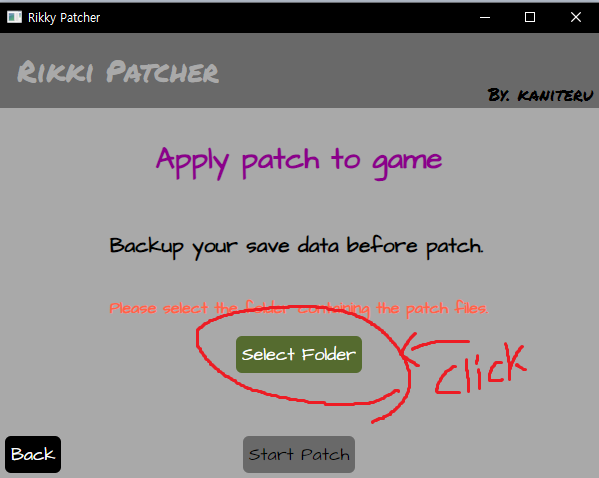 Rikky Patcher
Rikki Patcher
By. kaniteru
Apply patch to game
Backup your save data before patch.
Please select the folder containing the patch files.
Select Folder
Click
Back
Start Patch